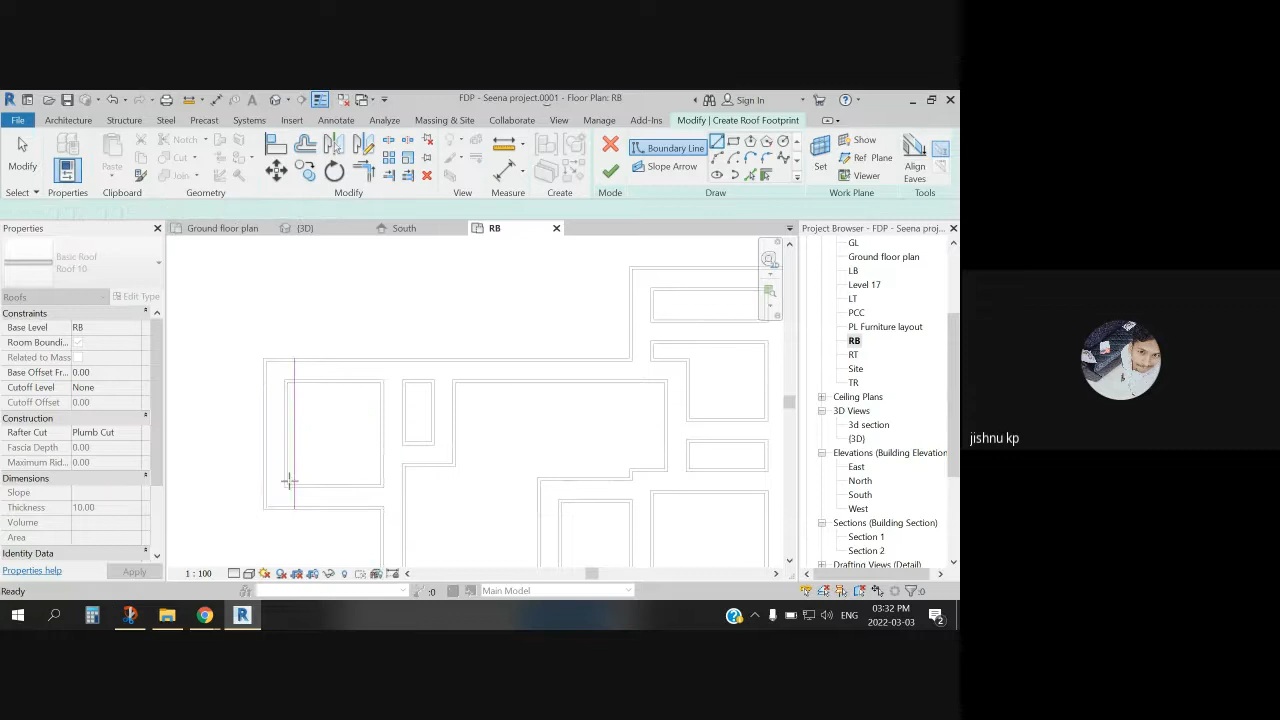 FDP - Seena project.0001 - Floor Plan: RB
Sign In
File Architecture Structure Steel Precast Systems Insert Annotate Analyze Massing & Site Collaborate View Manage Add-Ins Modify | Create Roof Footprint
Modify
Paste
Notch
Cut
Join
Boundary Line
Slope Arrow
Set
Show
Ref Plane
Viewer
Align
Eaves
Select Properties Clipboard Geometry Modify View Measure Create Mode Draw Work Plane Tools
Properties
Ground floor plan
(3D)
South
RB
Project Browser - FDP - Seena proj...
Basic Roof
Roof 10
Roofs
Edit Type
Constraints
Base Level RB
Room Boundi...
Related to Mass
Base Offset Fr... 0.00
Cutoff Level None
Cutoff Offset 0.00
Construction
Rafter Cut Plumb Cut
Fascia Depth 0.00
Maximum Rid... 0.00
Dimensions
Slope
Thickness 10.00
Volume
Area
Identity Data
Properties help
Apply
GL
Ground floor plan
LB
Level 17
LT
PCC
PL Furniture layout
RB
RT
Site
TR
Ceiling Plans
3D Views
3d section
(3D)
Elevations (Building Elevation
East
North
South
West
Sections (Building Section)
Section 1
Section 2
Drafting Views (Detail)
1 : 100
Ready
:0
Main Model
:0
ENG
03:32 PM
2022-03-03
2
jishnu kp